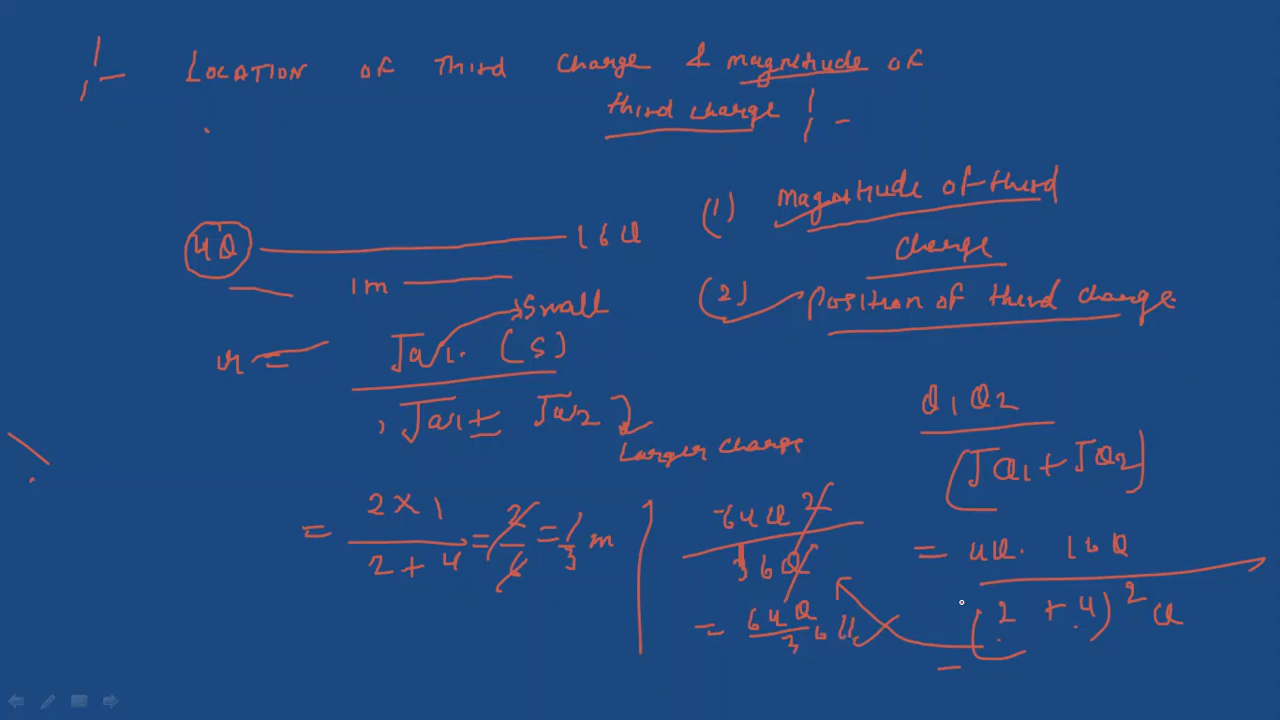 LOCATION OF THIRD Charge & magnitude of
third charge
4Q 16Q
1m
(1) magnitude of third
charge
(2) position of third charge
small
r = √Q1. (S)
√Q1 + √Q2
Larger charge
Q1Q2
(√Q1 + √Q2)
= 2×1
2+4
= 2
6
= 1
3 m
64Q2
36Q
= 64Q
36
= 4Q. 16Q
(2 + 4)2 Q
=